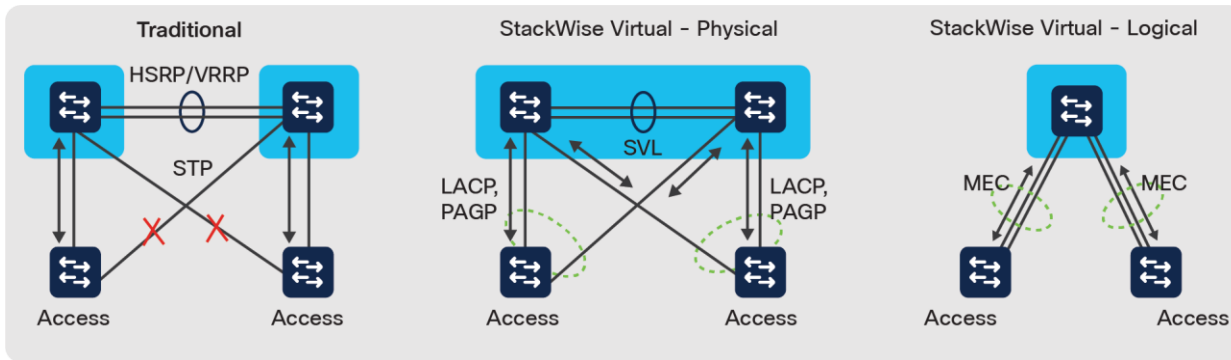 Traditional
HSRP/VRRP
STP
Access
Access
StackWise Virtual - Physical
SVL
LACP,
PAGP
LACP,
PAGP
Access
Access
StackWise Virtual - Logical
MEC
MEC
Access
Access